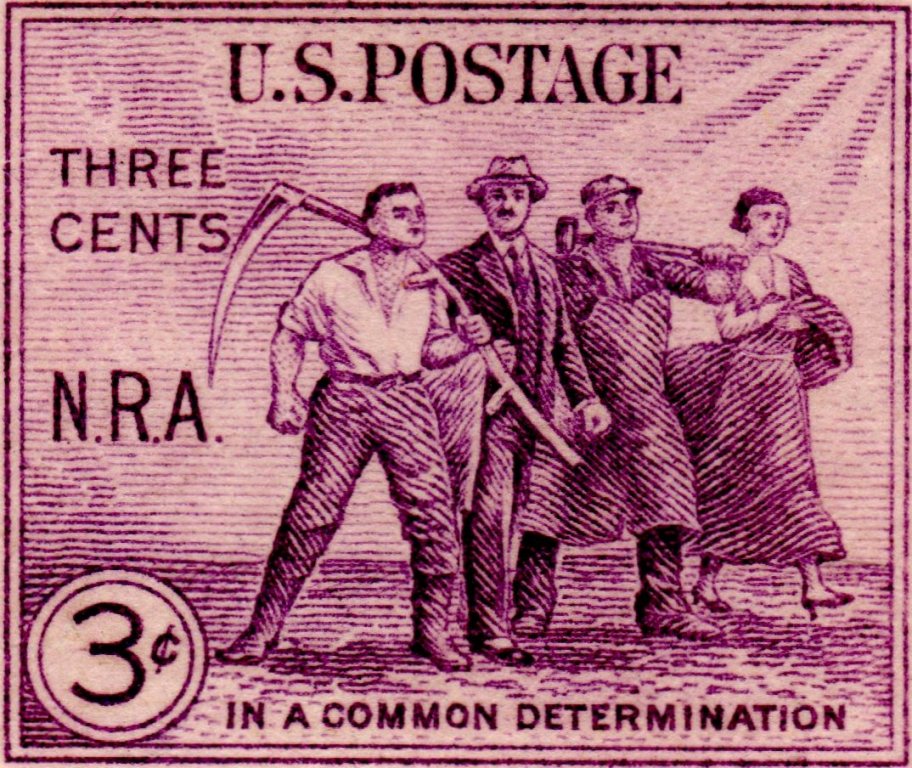 U.S. POSTAGE
THREE
CENTS
N.R.A.
3¢
IN A COMMON DETERMINATION